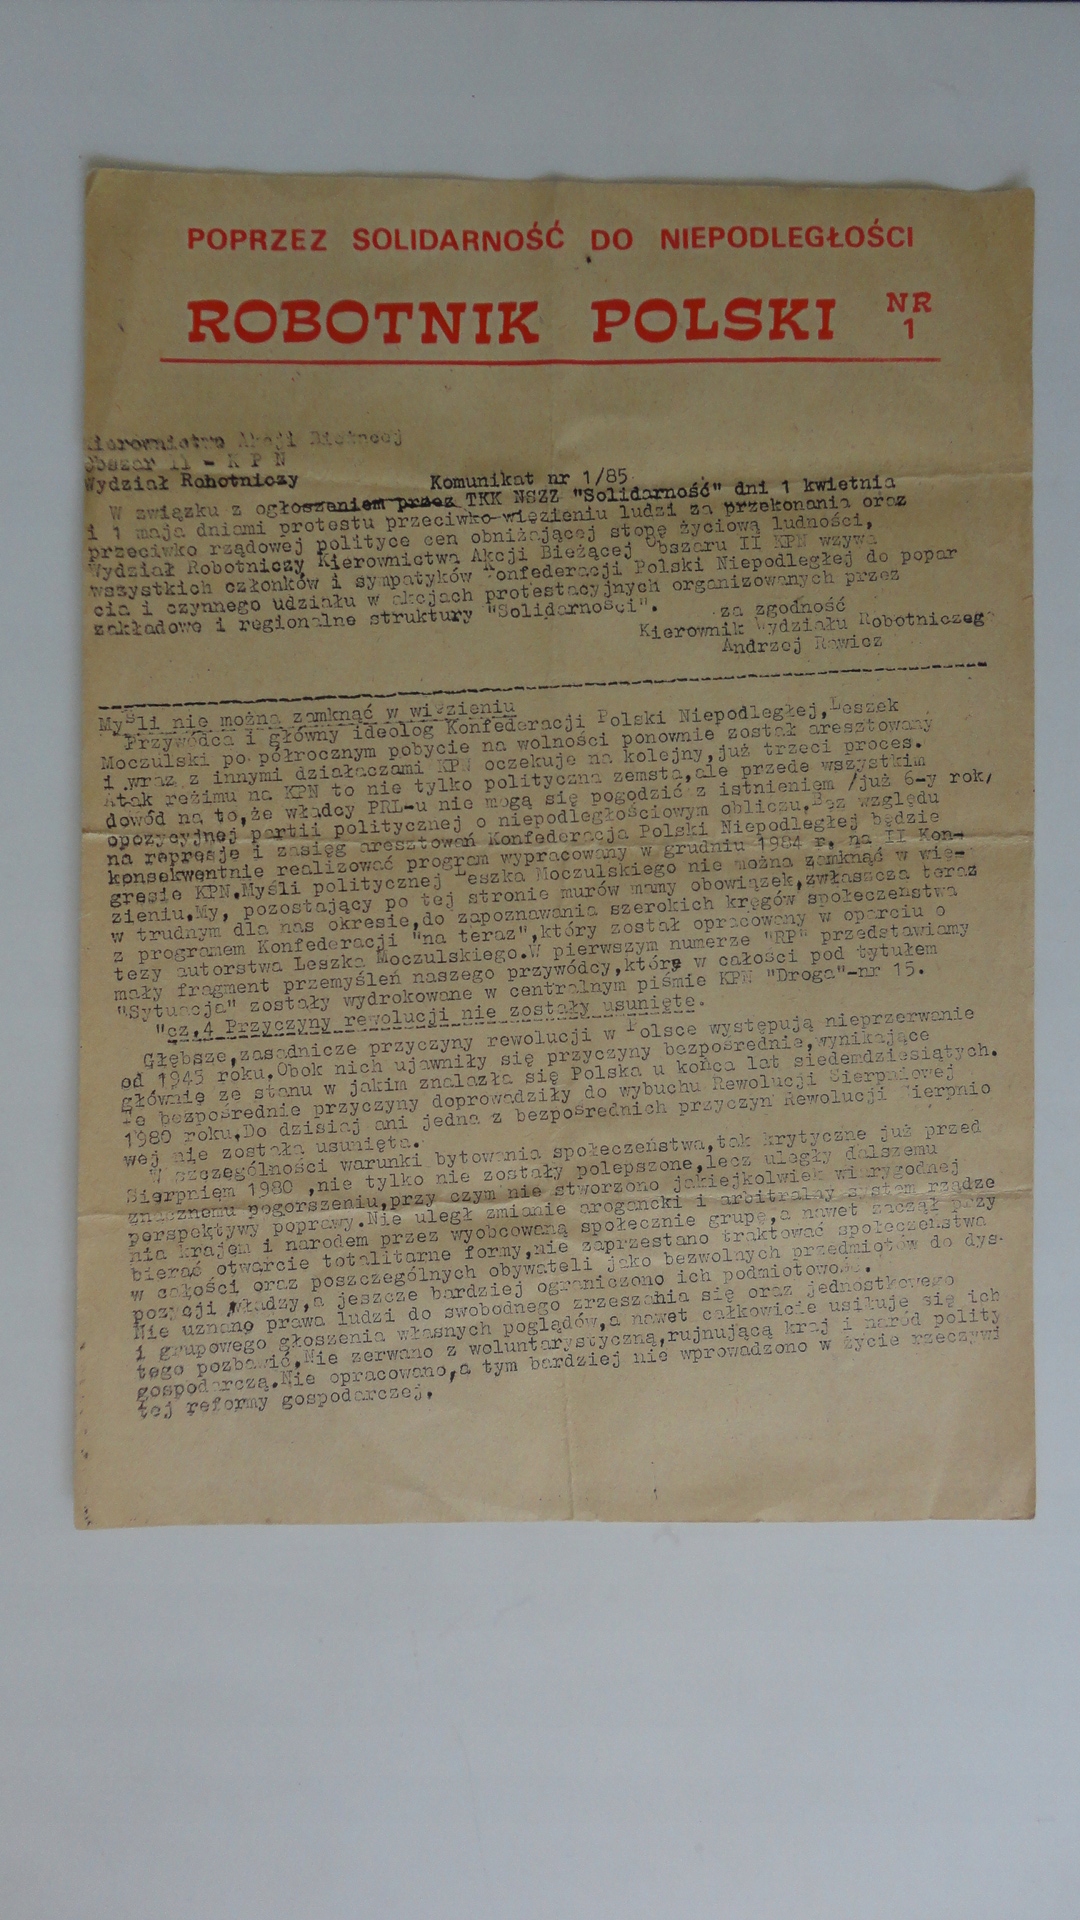 POPRZEZ SOLIDARNOŚĆ DO NIEPODLEGŁOŚCI
ROBOTNIK POLSKI NR 1
Kierownictwo Akcji Bieżącej
Obszar II - K P N
Wydział Robotniczy Komunikat nr 1/85.
W związku z ogłoszeniem przez TKK NSZZ "Solidarność" dni 1 kwietnia
i 1 maja dniami protestu przeciwko więzieniu ludzi za przekonania oraz
przeciwko rządowej polityce cen obniżającej stopę życiową ludności,
Wydział Robotniczy Kierownictwa Akcji Bieżącej Obszaru II KPN wzywa
wszystkich członków i sympatyków Konfederacji Polski Niepodległej do popar
cia i czynnego udziału w akcjach protestacyjnych organizowanych przez
zakładowe i regionalne struktury "Solidarności".
za zgodność
Kierownik Wydziału Robotniczego
Andrzej Rawicz
Myśli nie można zamknąć w więzieniu
Przywódca i główny ideolog Konfederacji Polski Niepodległej,Leszek
Moczulski po półrocznym pobycie na wolności ponownie został aresztowany
i wraz z innymi działaczami KPN oczekuje na kolejny,już trzeci proces.
Atak reżimu na KPN to nie tylko polityczna zemsta,ale przede wszystkim
dowód na to,że władcy PRL-u nie mogą się pogodzić z istnieniem /już 6-y rok/
opozycyjnej partii politycznej o niepodległościowym obliczu.Bez względu
na represje i zasięg aresztowań Konfederacja Polski Niepodległej będzie
konsekwentnie realizować program wypracowany w grudniu 1984 r. na II Kon-
gresie KPN.Myśli politycznej Leszka Moczulskiego nie można zamknąć w wię-
zieniu.My, pozostający po tej stronie murów mamy obowiązek,zwłaszcza teraz
w trudnym dla nas okresie,do zapoznawania szerokich kręgów społeczeństwa
z programem Konfederacji "na teraz",który został opracowany w oparciu o
tezy autorstwa Leszka Moczulskiego.W pierwszym numerze "RP" przedstawiamy
mały fragment przemyśleń naszego przywódcy,które w całości pod tytułem
"Sytuacja" zostały wydrokowane w centralnym piśmie KPN "Droga"-nr 15.
"cz.4 Przyczyny rewolucji nie zostały usunięte.
Głębsze,zasadnicze przyczyny rewolucji w Polsce występują nieprzerwanie
od 1945 roku.Obok nich ujawniły się przyczyny bezpośrednie,wynikające
głównię ze stanu w jakim znalazła się Polska u końca lat siedemdziesiątych.
Te bezpośrednie przyczyny doprowadziły do wybuchu Rewolucji Sierpniowej
1980 roku.Do dzisiaj ani jedna z bezpośrednich przyczyn Rewolucji Sierpnio
wej nie została usunięta.
W szczególności warunki bytowania społeczeństwa,tak krytyczne już przed
Sierpniem 1980 ,nie tylko nie zostały polepszone,lecz uległy dalszemu
znacznemu pogorszeniu,przy czym nie stworzono jakiejkolwiek wiarygodnej
perspektywy poprawy.Nie uległ zmianie arogancki i arbitralny system rządze
nia krajem i narodem przez wyobcowaną społecznie grupę,a nawet zaczął przy
bierać otwarcie totalitarne formy,nie zaprzestano traktować społeczeństwa
w całości oraz poszczególnych obywateli jako bezwolnych przedmiotów do dys-
pozycji władzy,a jeszcze bardziej ograniczono ich podmiotowość.
Nie uznano prawa ludzi do swobodnego zrzeszania się oraz jednostkowego
i grupowego głoszenia własnych poglądów,a nawet całkowicie usiłuje się ich
tego pozbawić.Nie zerwano z woluntarystyczną,rujnującą kraj i naród polity
gospodarczą.Nie opracowano,a tym bardziej nie wprowadzono w życie rzeczywi
tej reformy gospodarczej.